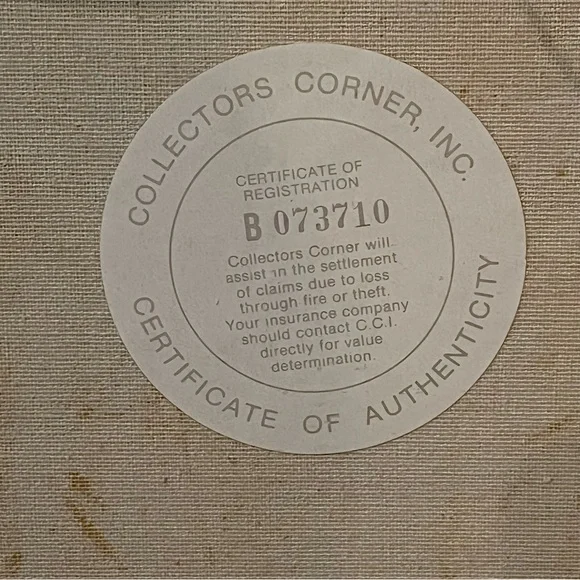 COLLECTORS CORNER, INC.
CERTIFICATE OF
REGISTRATION
B 073710
Collectors Corner will
assist in the settlement
of claims due to loss
through fire or theft.
Your insurance company
should contact C.C.I.
directly for value
determination.
CERTIFICATE OF AUTHENTICITY